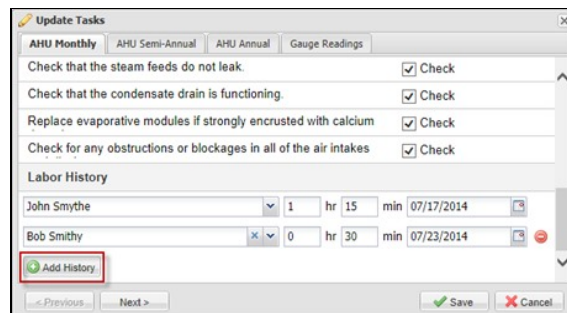 Update Tasks
AHU Monthly AHU Semi-Annual AHU Annual Gauge Readings
Check that the steam feeds do not leak. Check
Check that the condensate drain is functioning. Check
Replace evaporative modules if strongly encrusted with calcium Check
Check for any obstructions or blockages in all of the air intakes Check
Labor History
John Smythe 1 hr 15 min 07/17/2014
Bob Smithy 0 hr 30 min 07/23/2014
Add History
< Previous Next > Save Cancel